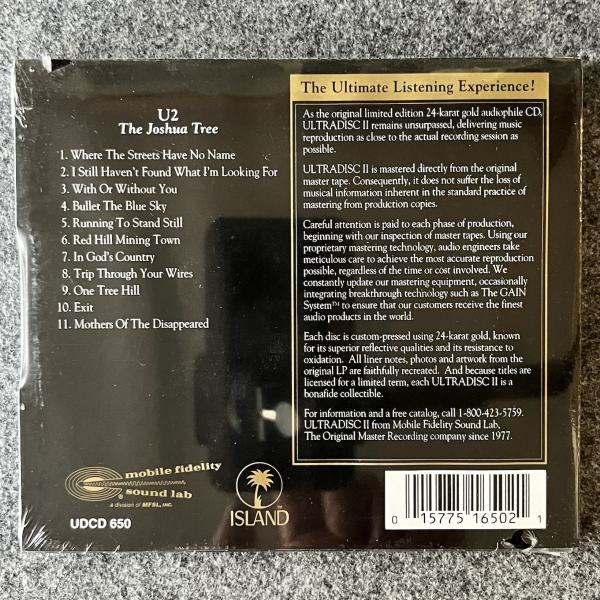 U2
The Joshua Tree
1. Where The Streets Have No Name
2. I Still Haven't Found What I'm Looking For
3. With Or Without You
4. Bullet The Blue Sky
5. Running To Stand Still
6. Red Hill Mining Town
7. In God's Country
8. Trip Through Your Wires
9. One Tree Hill
10. Exit
11. Mothers Of The Disappeared
mobile fidelity
sound lab
a division of MFSL, INC.
UDCD 650
ISLAND
The Ultimate Listening Experience!
As the original limited edition 24-karat gold audiophile CD,
ULTRADISC II remains unsurpassed, delivering music
reproduction as close to the actual recording session as
possible.
ULTRADISC II is mastered directly from the original
master tape. Consequently, it does not suffer the loss of
musical information inherent in the standard practice of
mastering from production copies.
Careful attention is paid to each phase of production,
beginning with our inspection of master tapes. Using our
proprietary mastering technology, audio engineers take
meticulous care to achieve the most accurate reproduction
possible, regardless of the time or cost involved. We
constantly update our mastering equipment, occasionally
integrating breakthrough technology such as The GAIN
System™ to ensure that our customers receive the finest
audio products in the world.
Each disc is custom-pressed using 24-karat gold, known
for its superior reflective qualities and its resistance to
oxidation. All liner notes, photos and artwork from the
original LP are faithfully recreated. And because titles are
licensed for a limited term, each ULTRADISC II is a
bonafide collectible.
For information and a free catalog, call 1-800-423-5759.
ULTRADISC II from Mobile Fidelity Sound Lab,
The Original Master Recording company since 1977.
0 15775 16502 1